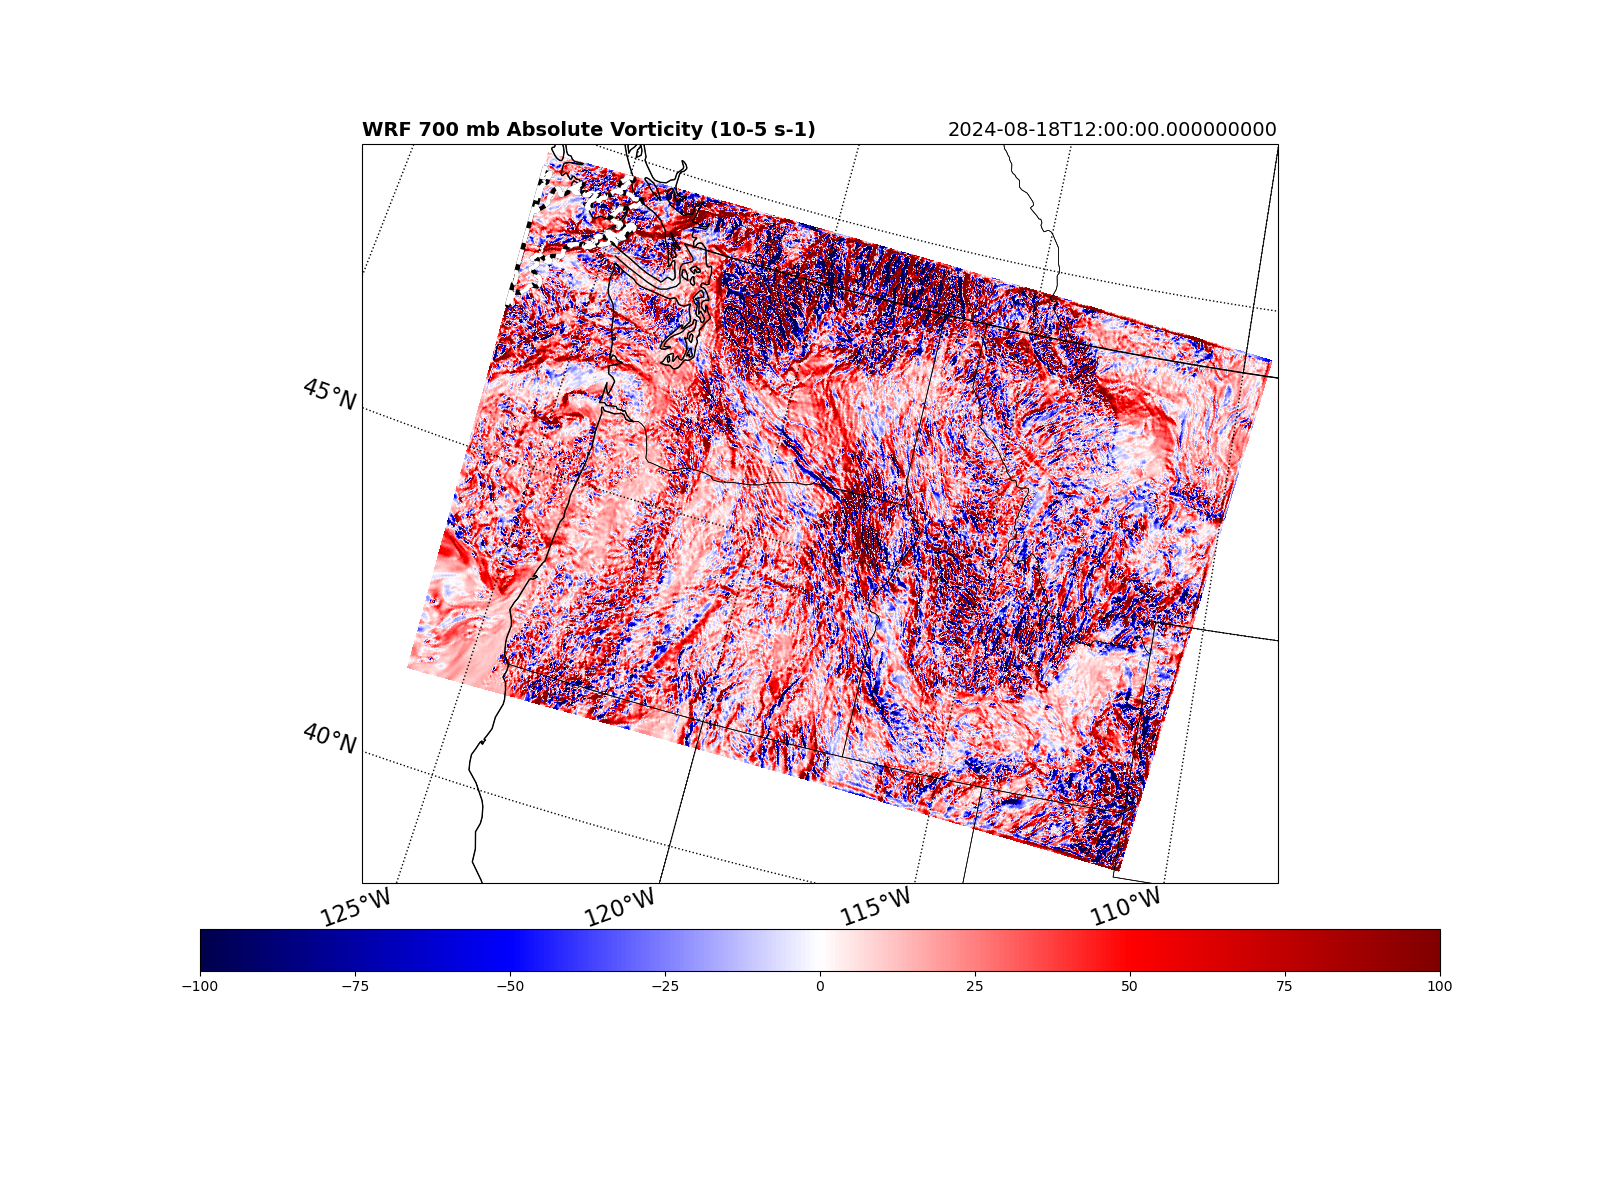 WRF 700 mb Absolute Vorticity (10-5 s-1)
2024-08-18T12:00:00.000000000
45°N
40°N
125°W
120°W
115°W
110°W
−100
−75
−50
−25
0
25
50
75
100